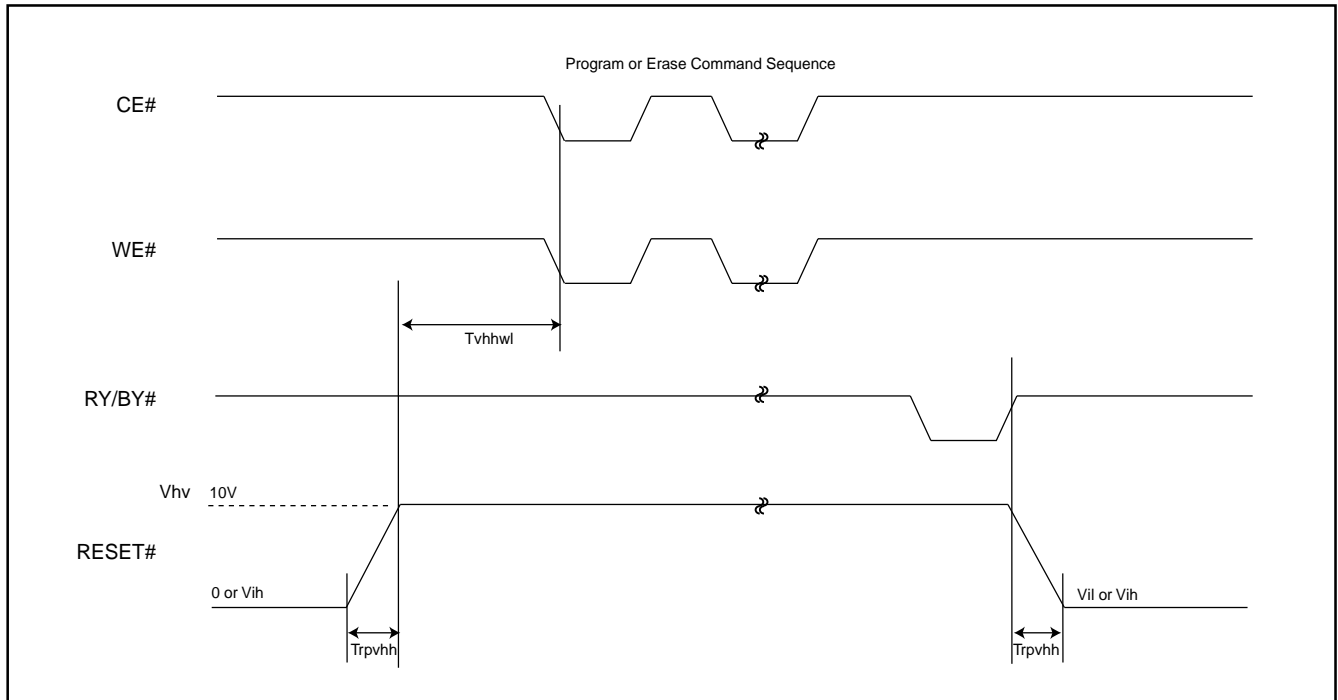 Program or Erase Command Sequence
CE#
WE#
Tvhhwl
RY/BY#
Vhv 10V
RESET#
0 or Vih
Vil or Vih
Trpvhh
Trpvhh